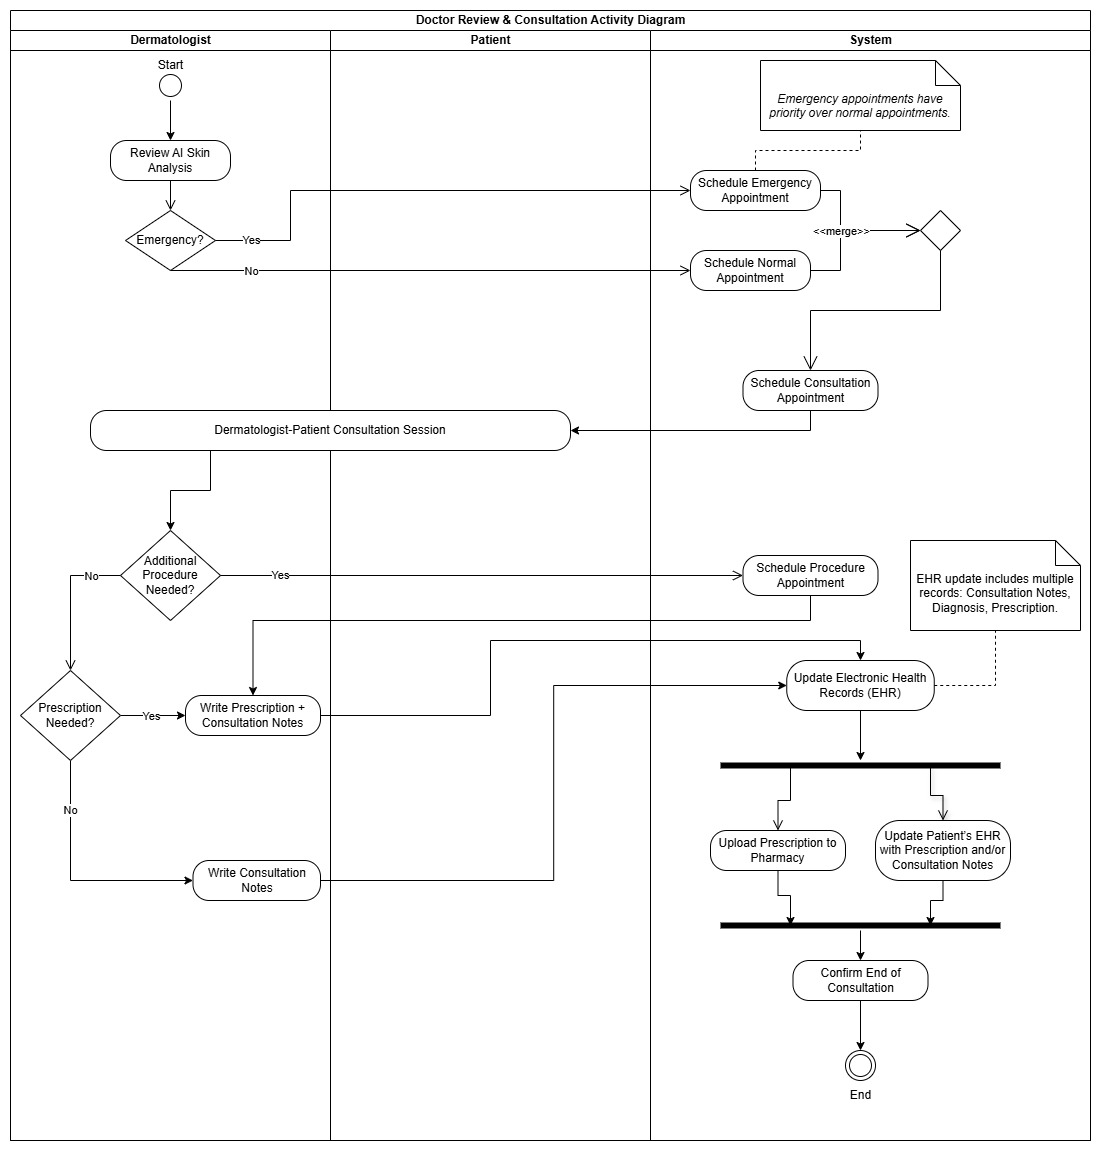 Doctor Review & Consultation Activity Diagram
Dermatologist
Patient
System
Start
Emergency appointments have
priority over normal appointments.
Review AI Skin
Analysis
Schedule Emergency
Appointment
Emergency?
Yes
<<merge>>
No
Schedule Normal
Appointment
Schedule Consultation
Appointment
Dermatologist-Patient Consultation Session
Additional
Procedure
Needed?
No
Yes
Schedule Procedure
Appointment
EHR update includes multiple
records: Consultation Notes,
Diagnosis, Prescription.
Update Electronic Health
Records (EHR)
Prescription
Needed?
Yes
Write Prescription +
Consultation Notes
No
Upload Prescription to
Pharmacy
Update Patient's EHR
with Prescription and/or
Consultation Notes
Write Consultation
Notes
Confirm End of
Consultation
End